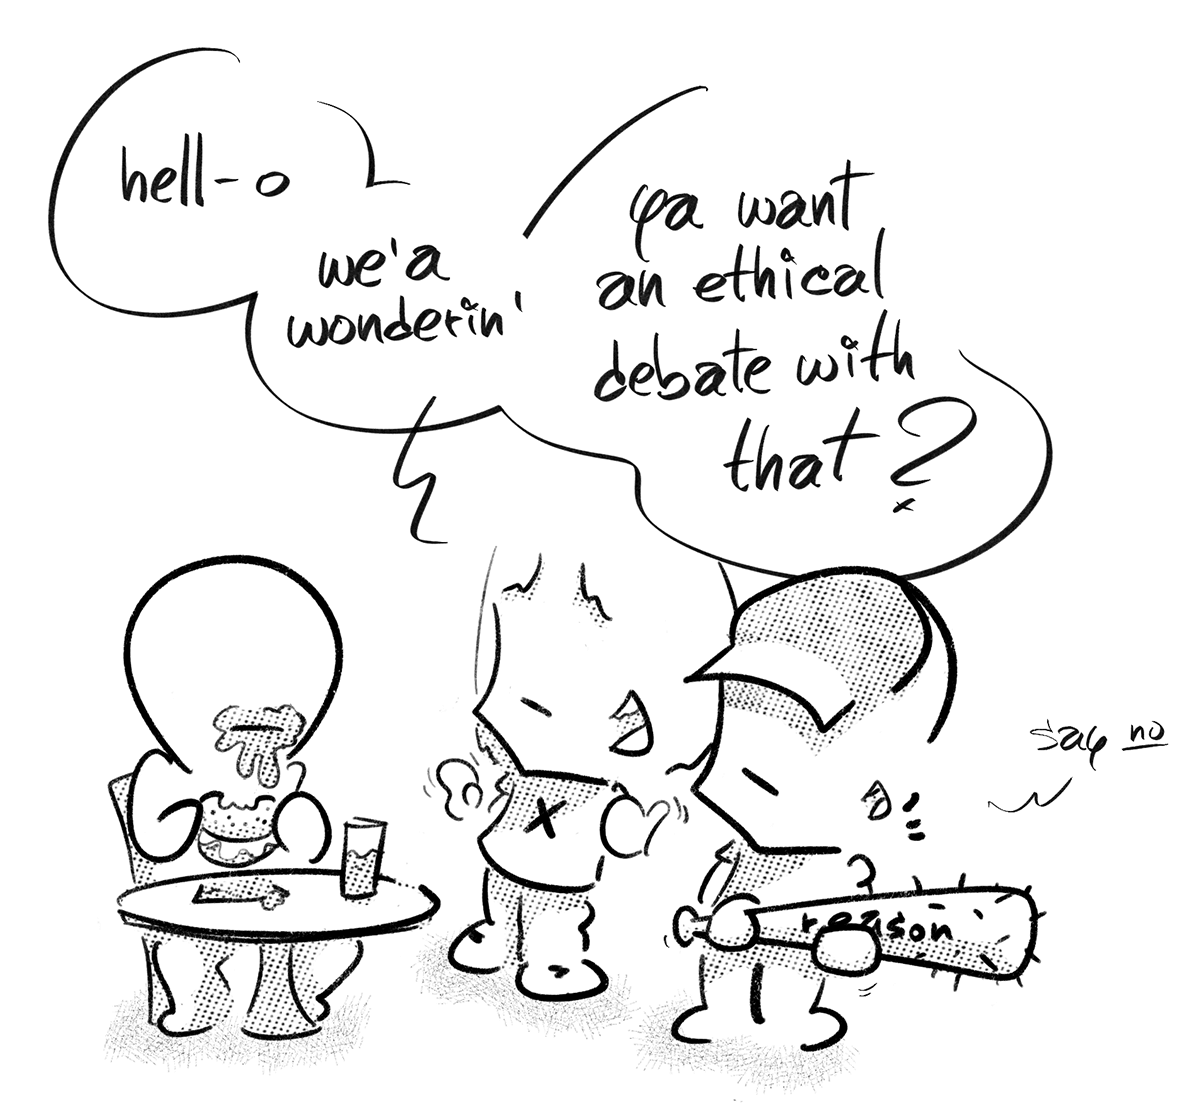 hell-o
we'a
wonderin'
ya want
an ethical
debate with
that?
say no
reason